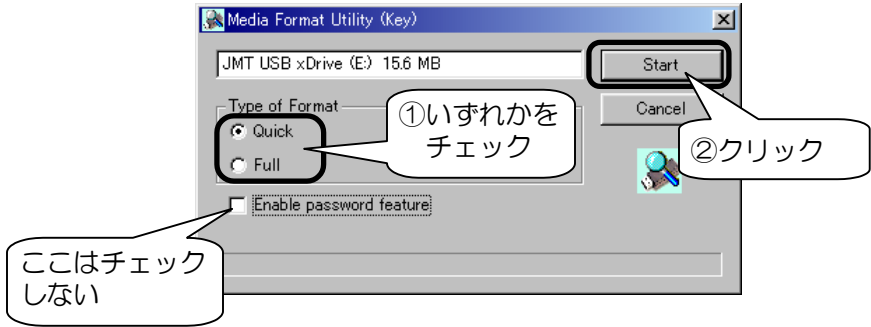 Media Format Utility (Key)
JMT USB xDrive (E:) 15.6 MB
Start
Type of Format
Quick
Full
①いずれかを
チェック
Cancel
②クリック
Enable password feature
ここはチェック
しない